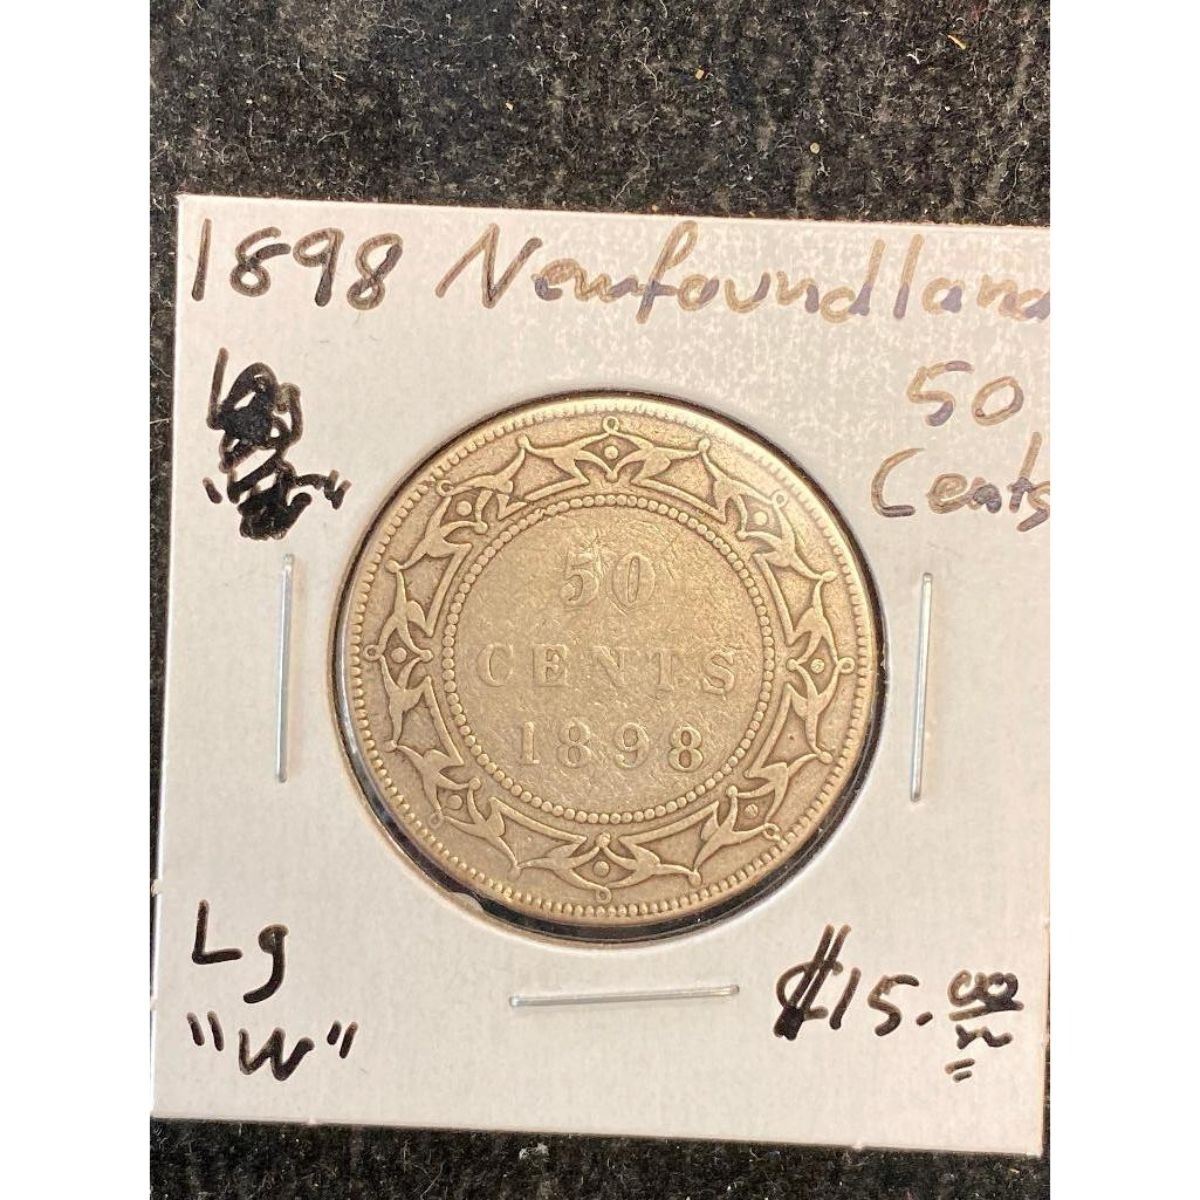 1898 Newfoundland
50
Cents
50
CENTS
1898
Lg
"W"
$15.00